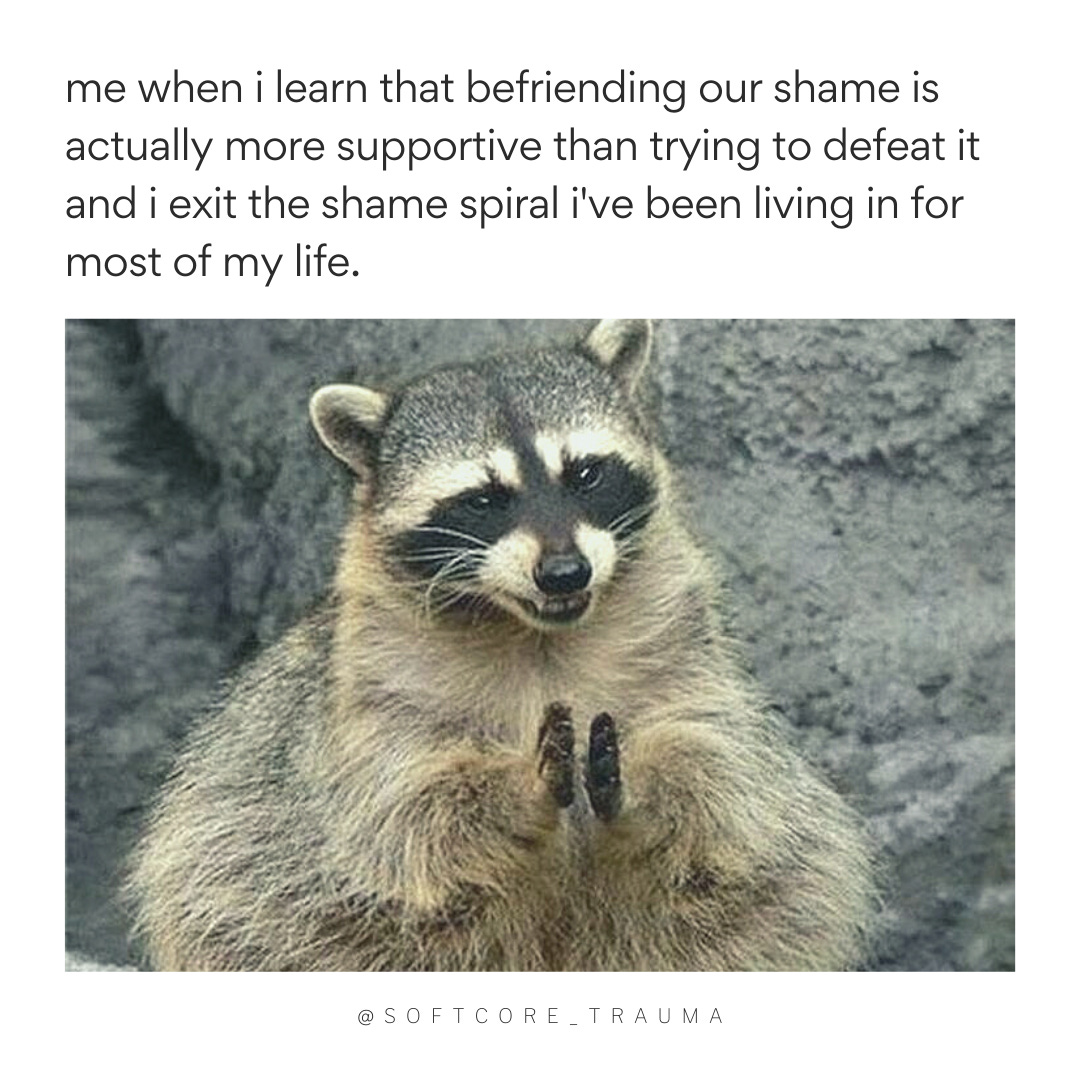 me when i learn that befriending our shame is
actually more supportive than trying to defeat it
and i exit the shame spiral i've been living in for
most of my life.
@SOFTCORE_TRAUMA